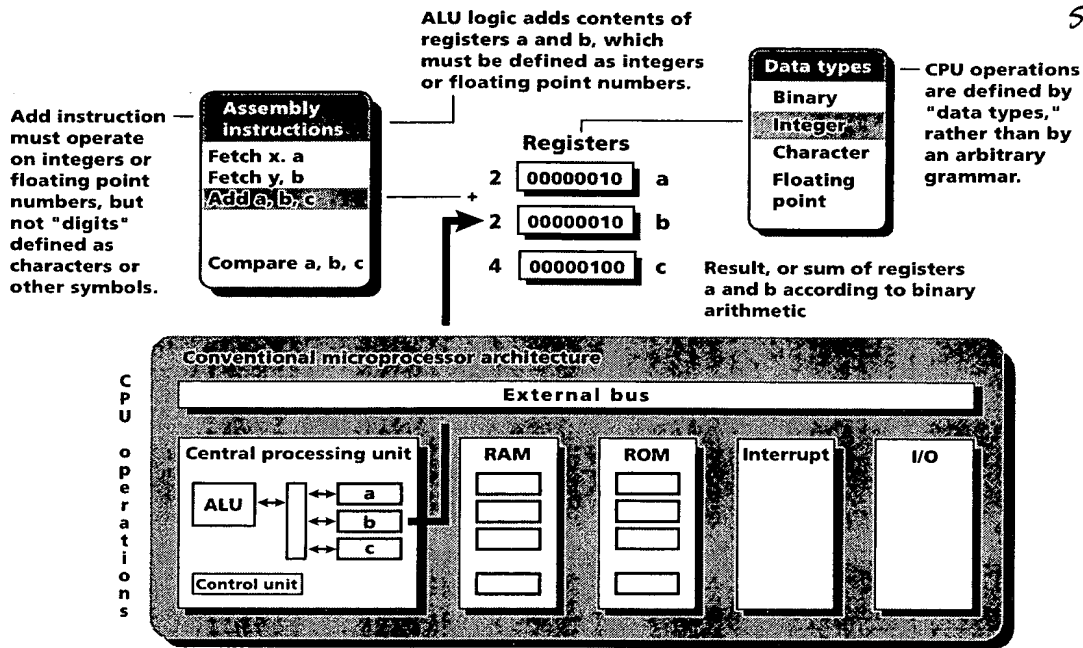 S
ALU logic adds contents of
registers a and b, which
must be defined as integers
or floating point numbers.
Add instruction
must operate
on integers or
floating point
numbers, but
not "digits"
defined as
characters or
other symbols.
Assembly
instructions
Fetch x. a
Fetch y, b
Add a, b, c
Compare a, b, c
Registers
2 00000010 a
+
2 00000010 b
4 00000100 c
Data types
Binary
Integer
Character
Floating
point
CPU operations
are defined by
"data types,"
rather than by
an arbitrary
grammar.
Result, or sum of registers
a and b according to binary
arithmetic
CPU operations
Conventional microprocessor architecture
External bus
Central processing unit
ALU
a
b
c
Control unit
RAM
ROM
Interrupt
I/O